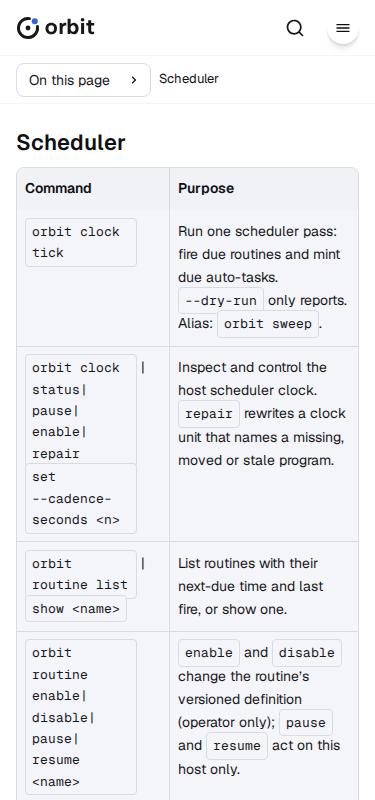 orbit
On this page
Scheduler
Scheduler
Command
Purpose
orbit clock
tick
Run one scheduler pass:
fire due routines and mint
due auto-tasks.
--dry-run only reports.
Alias: orbit sweep .
orbit clock |
status|
pause|
enable|
repair
set
--cadence-
seconds <n>
Inspect and control the
host scheduler clock.
repair rewrites a clock
unit that names a missing,
moved or stale program.
orbit |
routine list
show <name>
List routines with their
next-due time and last
fire, or show one.
orbit
routine
enable|
disable|
pause|
resume
<name>
enable and disable
change the routine’s
versioned definition
(operator only); pause
and resume act on this
host only.